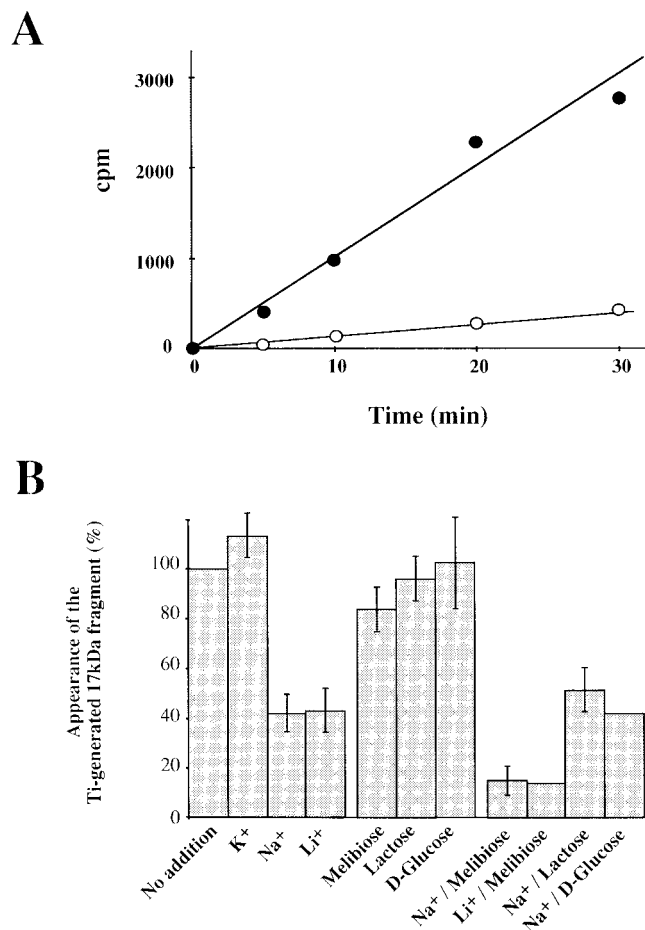 A
3000
2000
1000
0
cpm
0
10
20
30
Time (min)
B
Appearance of the
Ti-generated 17kDa fragment (%)
100
80
60
40
20
0
No addition
K+
Na+
Li+
Melibiose
Lactose
D-Glucose
Na+ / Melibiose
Li+ / Melibiose
Na+ / Lactose
Na+ / D-Glucose